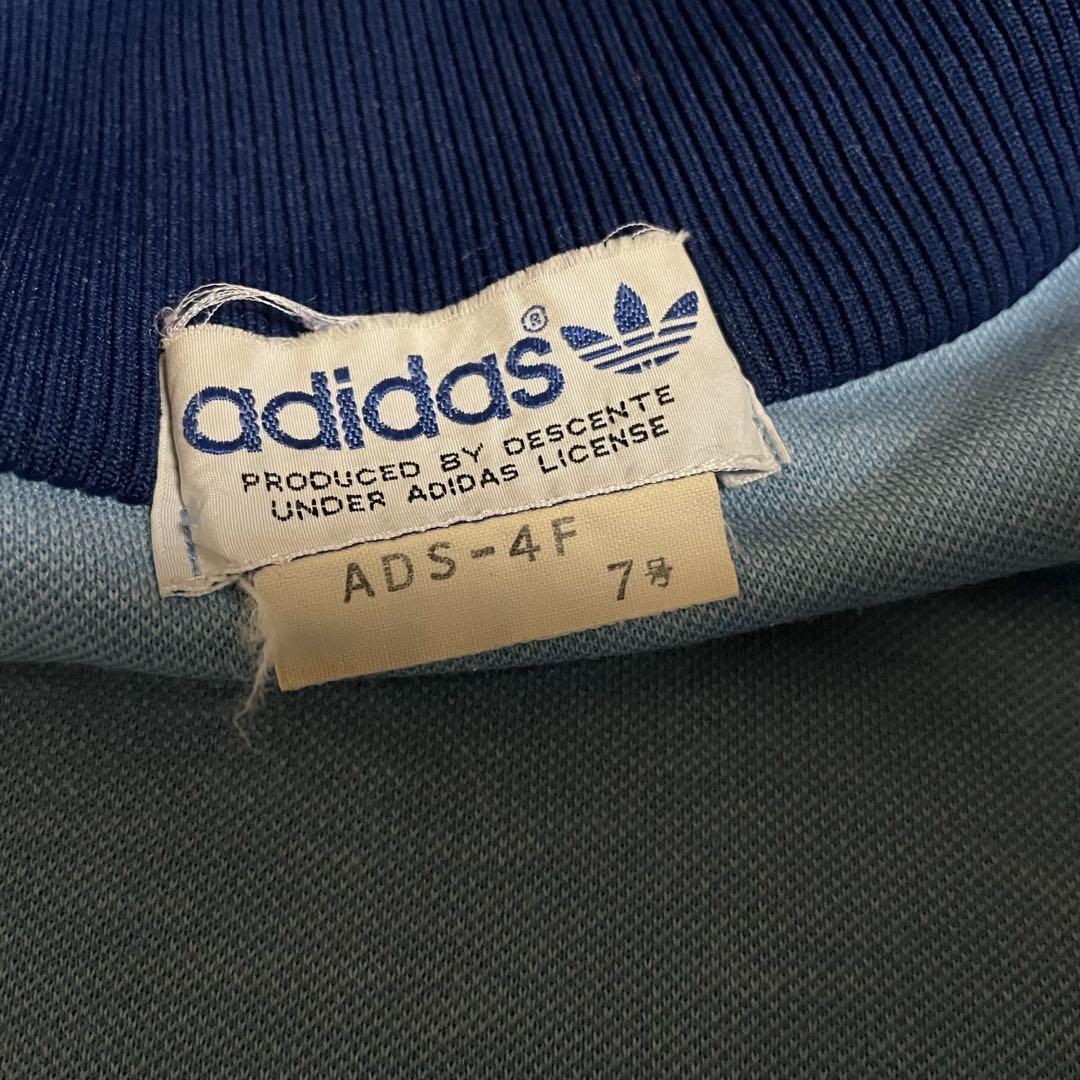 adidas®
PRODUCED BY DESCENTE
UNDER ADIDAS LICENSE
ADS-4F
7号